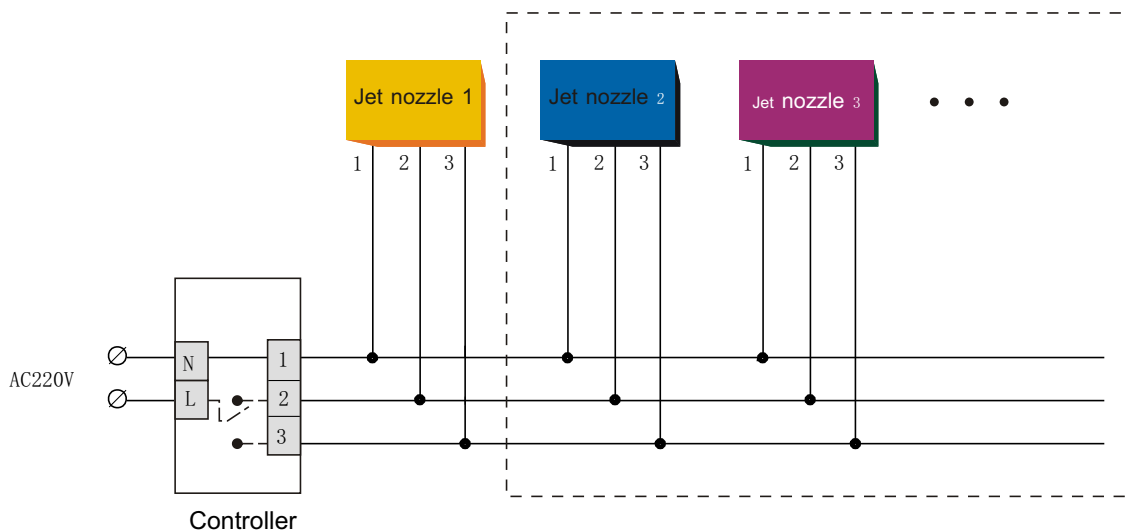 Jet nozzle 1
Jet nozzle 2
Jet nozzle 3
• • •
1 2 3
1 2 3
1 2 3
AC220V
N
L
1
2
3
Controller